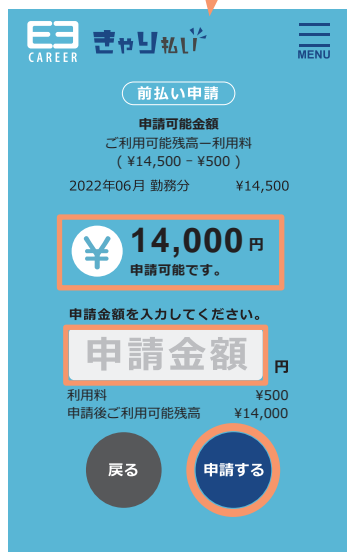 E3
CAREER
きゃり払い
MENU
前払い申請
申請可能金額
ご利用可能残高ー利用料
( ¥14,500 − ¥500 )
2022年06月 勤務分 ¥14,500
¥ 14,000 円
申請可能です。
申請金額を入力してください。
申請金額 円
利用料 ¥500
申請後ご利用可能残高 ¥14,000
戻る 申請する